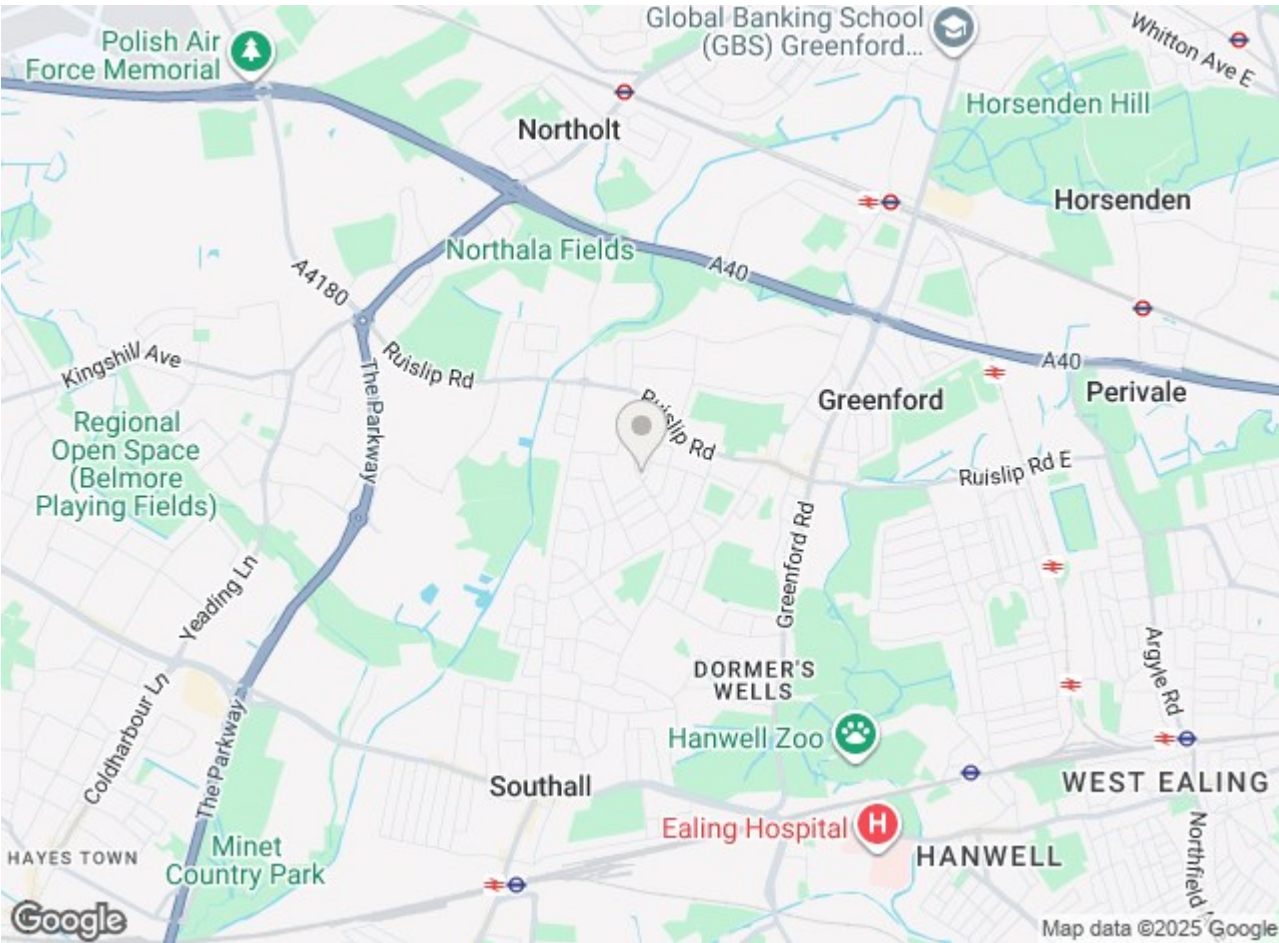 Polish Air
Force Memorial
Global Banking School
(GBS) Greenford...
Whitton Ave E
Horsenden Hill
Northolt
Horsenden
Northala Fields
A40
A4180
Kingshill Ave
Ruislip Rd
The Parkway
Ruislip Rd
Greenford
A40
Perivale
Regional
Open Space
(Belmore
Playing Fields)
Ruislip Rd E
Greenford Rd
Yeading Ln
DORMER'S
WELLS
Argyle Rd
Coldharbour Ln
The Parkway
Hanwell Zoo
Southall
WEST EALING
Ealing Hospital
H
HANWELL
Northfield
HAYES TOWN
Minet
Country Park
Google
Map data ©2025 Google